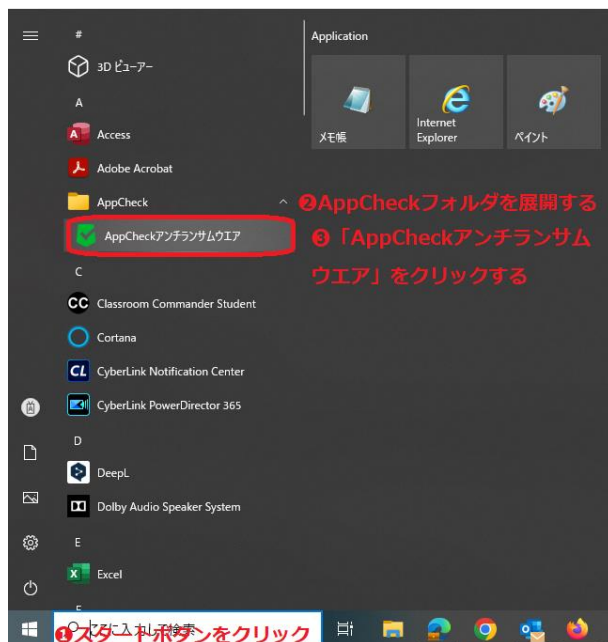 #
Application
3D ビューアー
A
Access
メモ帳
Internet
Explorer
ペイント
Adobe Acrobat
AppCheck
❷AppCheckフォルダを展開する
AppCheckアンチランサムウエア
❸「AppCheckアンチランサム
ウエア」をクリックする
C
CC Classroom Commander Student
Cortana
CL CyberLink Notification Center
CyberLink PowerDirector 365
D
DeepL
Dolby Audio Speaker System
E
Excel
❶スタートボタンをクリック